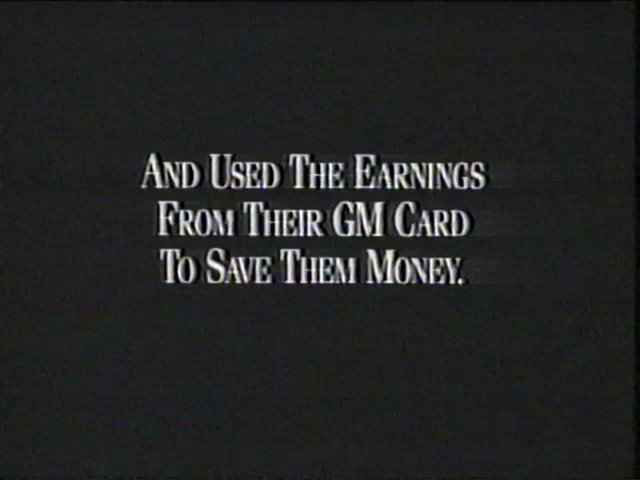 And Used The Earnings
From Their GM Card
To Save Them Money.